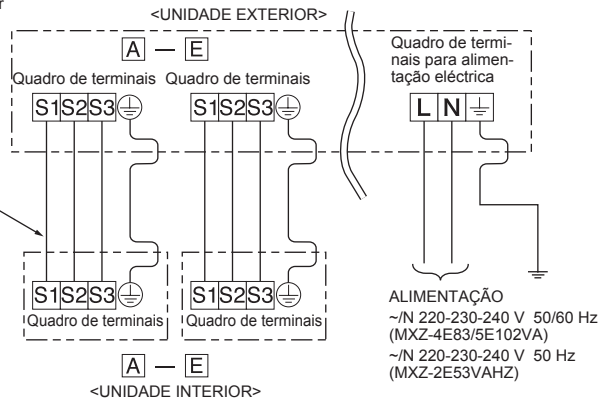 <UNIDADE EXTERIOR>
A — E
Quadro de terminais
Quadro de terminais
Quadro de termi-
nais para alimen-
tação eléctrica
S1 S2 S3
S1 S2 S3
L N
S1 S2 S3
S1 S2 S3
Quadro de terminais
Quadro de terminais
A — E
<UNIDADE INTERIOR>
ALIMENTAÇÃO
~/N 220-230-240 V 50/60 Hz
(MXZ-4E83/5E102VA)
~/N 220-230-240 V 50 Hz
(MXZ-2E53VAHZ)